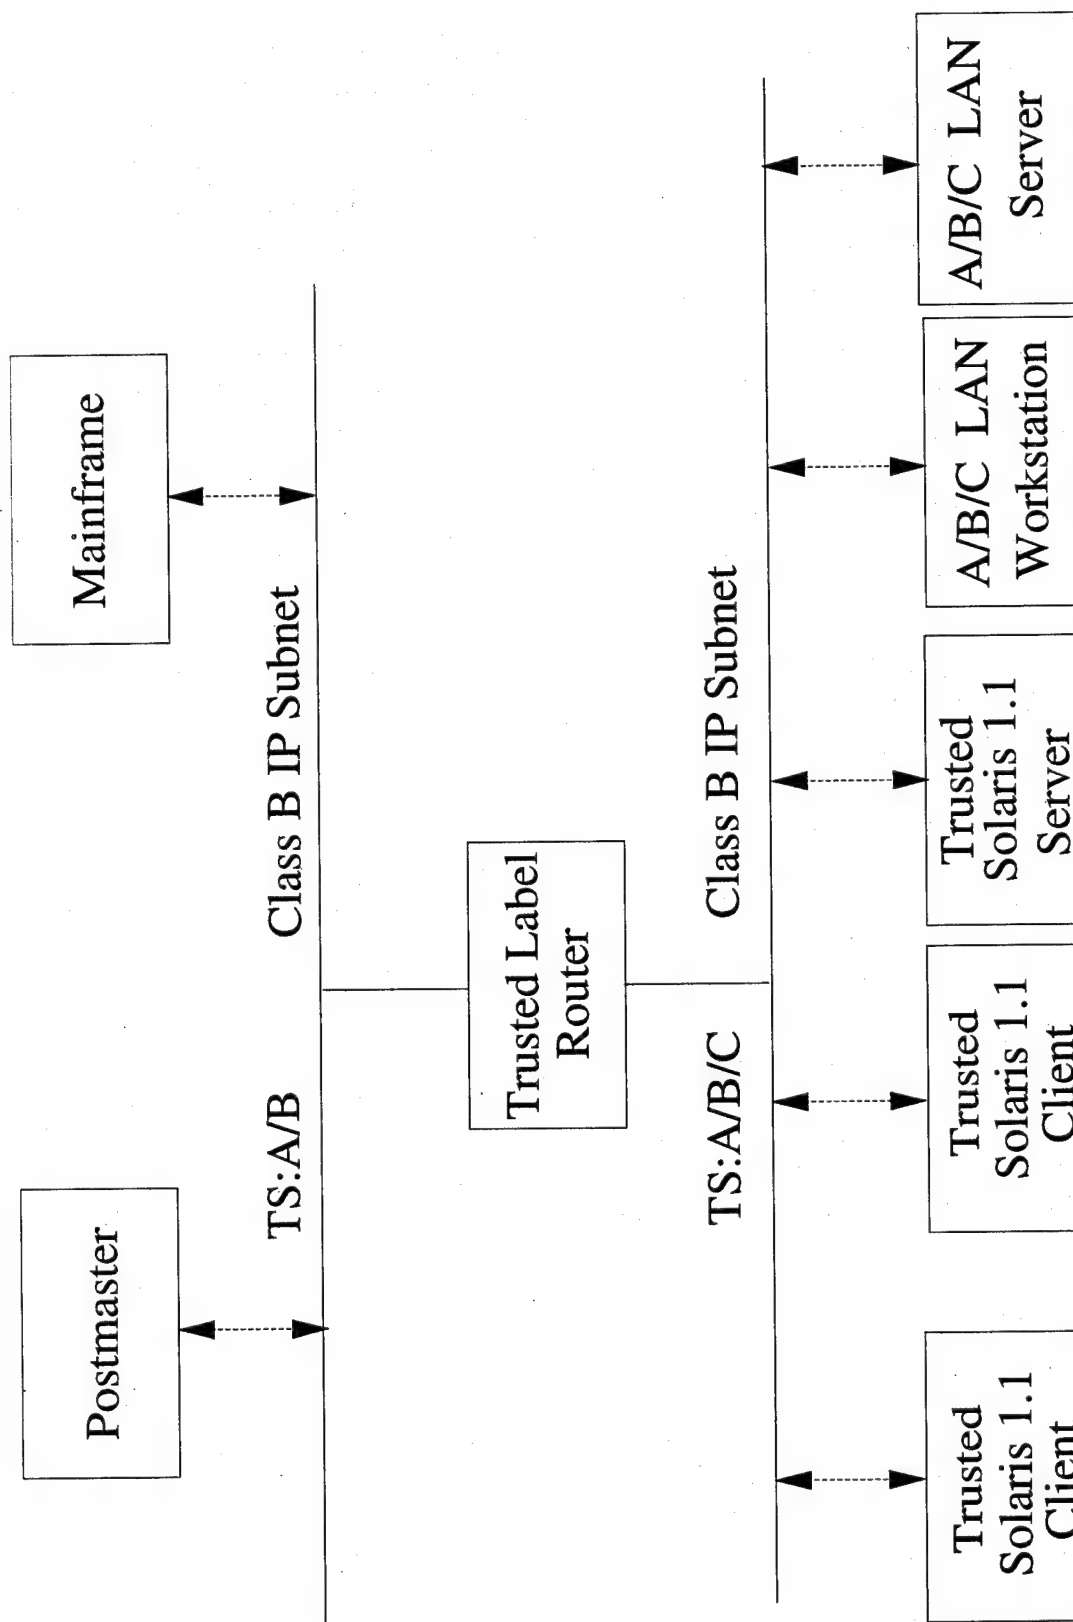 Postmaster
Mainframe
TS:A/B
Class B IP Subnet
Trusted Label
Router
TS:A/B/C
Class B IP Subnet
Trusted
Solaris 1.1
Client
Trusted
Solaris 1.1
Client
Trusted
Solaris 1.1
Server
A/B/C LAN
Workstation
A/B/C LAN
Server